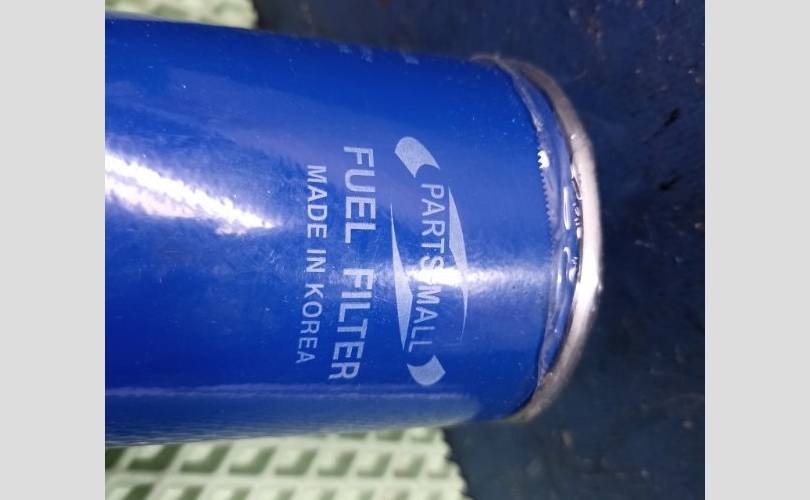 PARTS-MALL
FUEL FILTER
MADE IN KOREA